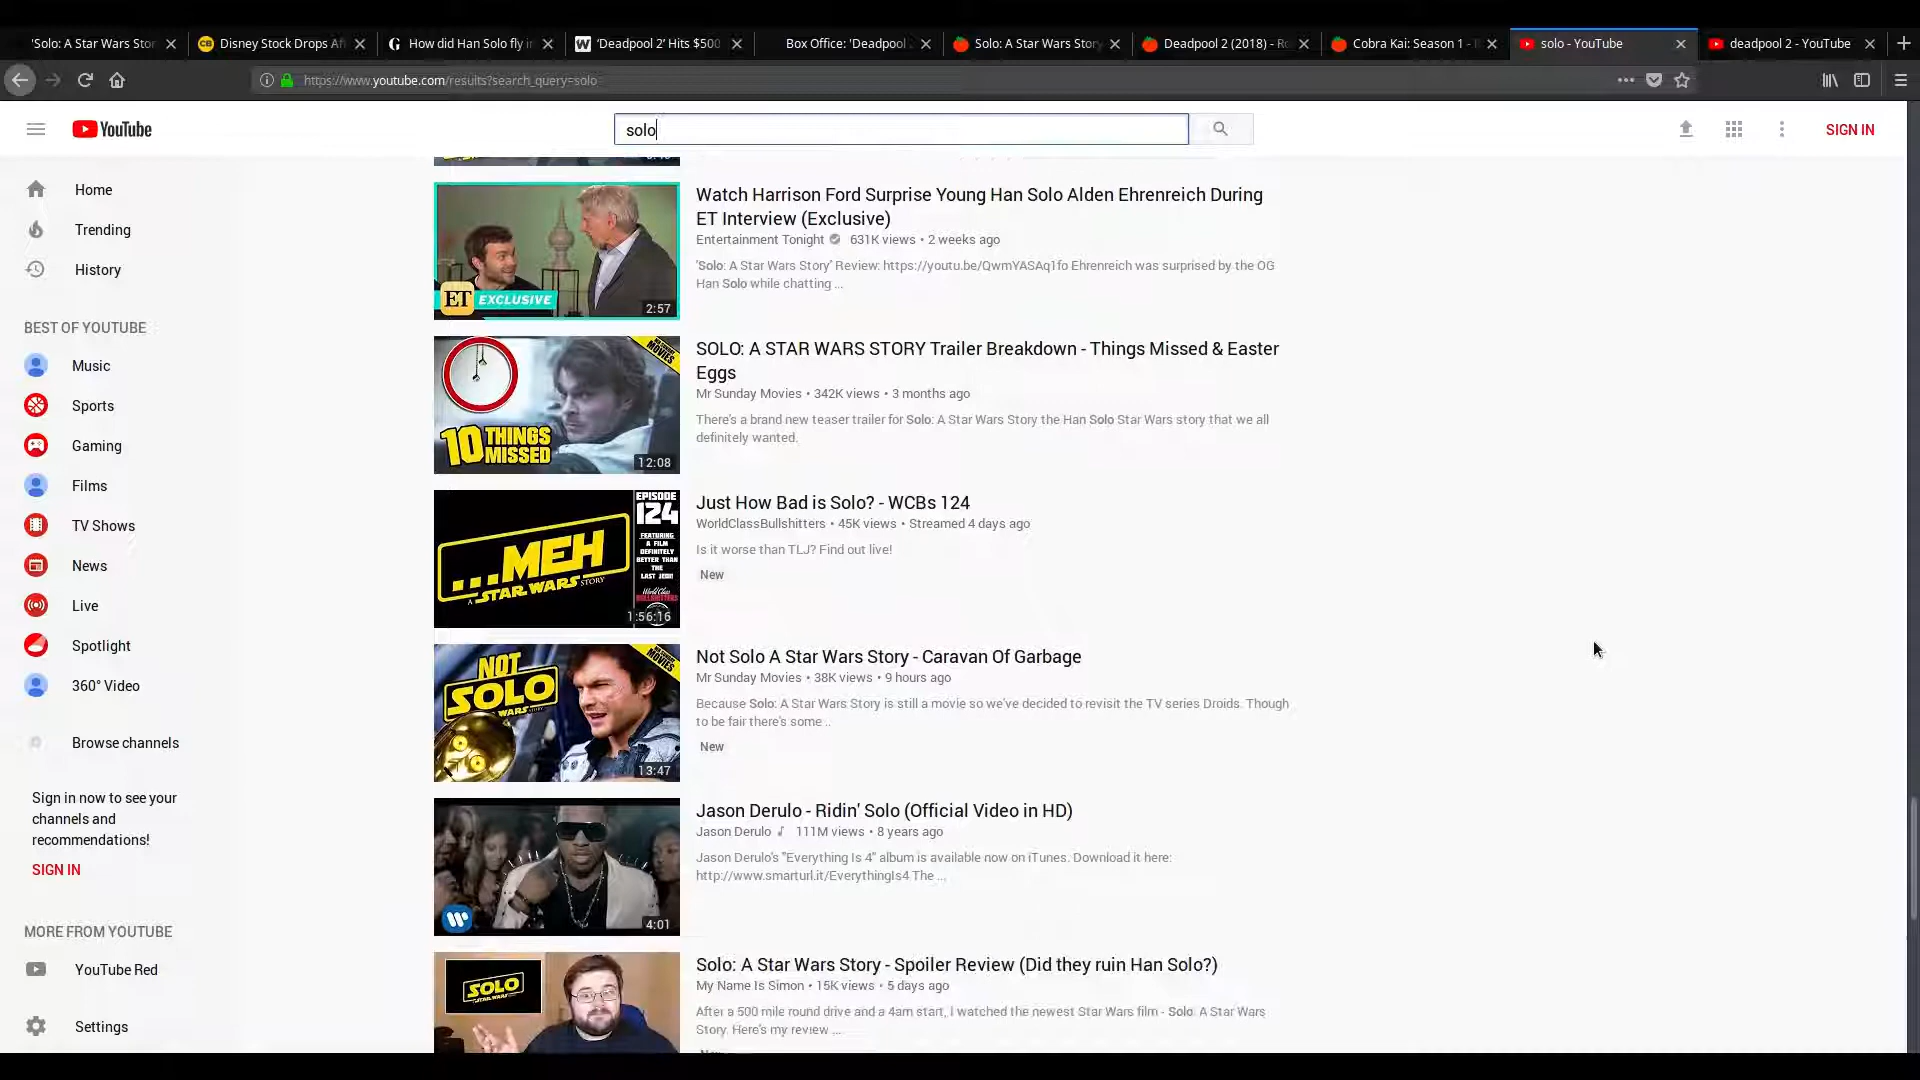 'Solo: A Star Wars Stor
Disney Stock Drops Af
How did Han Solo fly i
'Deadpool 2' Hits $500
Box Office: 'Deadpool
Solo: A Star Wars Story
Deadpool 2 (2018) - R
Cobra Kai: Season 1 -
solo - YouTube
deadpool 2 - YouTube
https://www.youtube.com/results?search_query=solo
YouTube
solo
SIGN IN
Home
Trending
History
BEST OF YOUTUBE
Music
Sports
Gaming
Films
TV Shows
News
Live
Spotlight
360° Video
Browse channels
Sign in now to see your
channels and
recommendations!
SIGN IN
MORE FROM YOUTUBE
YouTube Red
Settings
ET EXCLUSIVE
2:57
Watch Harrison Ford Surprise Young Han Solo Alden Ehrenreich During
ET Interview (Exclusive)
Entertainment Tonight 631K views • 2 weeks ago
'Solo: A Star Wars Story' Review: https://youtu.be/QwmYASAq1fo Ehrenreich was surprised by the OG
Han Solo while chatting ...
10 THINGS
MISSED
12:08
SOLO: A STAR WARS STORY Trailer Breakdown - Things Missed & Easter
Eggs
Mr Sunday Movies • 342K views • 3 months ago
There's a brand new teaser trailer for Solo: A Star Wars Story the Han Solo Star Wars story that we all
definitely wanted.
...MEH
A STAR WARS STORY
EPISODE
124
FEATURING
A FILM
DEFINITELY
BETTER THAN
THE
LAST JEDI!
1:56:16
Just How Bad is Solo? - WCBs 124
WorldClassBullshitters • 45K views • Streamed 4 days ago
Is it worse than TLJ? Find out live!
New
NOT
SOLO
WARS
13:47
Not Solo A Star Wars Story - Caravan Of Garbage
Mr Sunday Movies • 38K views • 9 hours ago
Because Solo: A Star Wars Story is still a movie so we've decided to revisit the TV series Droids. Though
to be fair there's some ..
New
4:01
Jason Derulo - Ridin' Solo (Official Video in HD)
Jason Derulo 111M views • 8 years ago
Jason Derulo's "Everything Is 4" album is available now on iTunes. Download it here:
http://www.smarturl.it/EverythingIs4 The ...
SOLO
STAR WARS
Solo: A Star Wars Story - Spoiler Review (Did they ruin Han Solo?)
My Name Is Simon • 15K views • 5 days ago
After a 500 mile round drive and a 4am start, I watched the newest Star Wars film - Solo: A Star Wars
Story. Here's my review ...